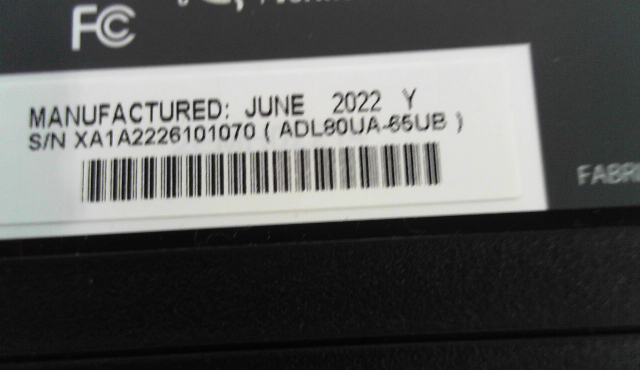 FC
MANUFACTURED: JUNE 2022 Y
S/N XA1A2226101070 ( ADL80UA-65UB )